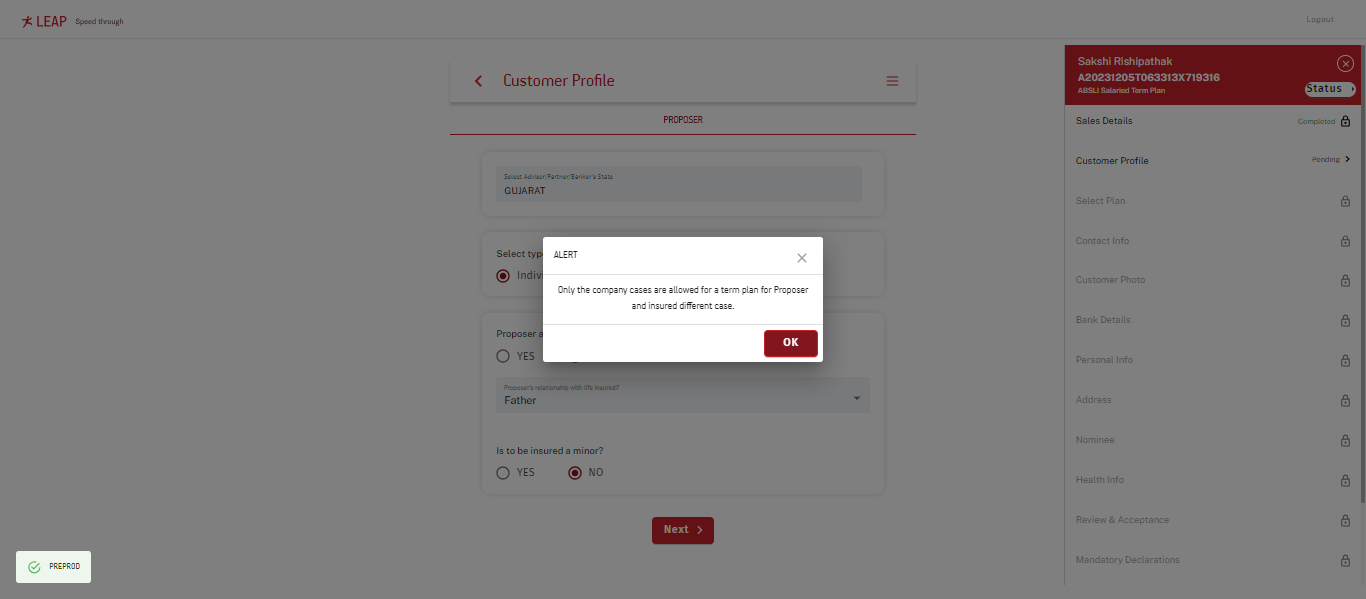 LEAP Speed through
Logout
Customer Profile
PROPOSER
Select Advisor/Partner/Banker's State
GUJARAT
Select type
Indiv
ALERT
Only the company cases are allowed for a term plan for Proposer
and insured different case.
OK
Proposer a
YES
Proposer's relationship with life insured?
Father
Is to be insured a minor?
YES NO
Next
PREPROD
Sakshi Rishipathak
A20231205T063313X719316
ABSLI Salaried Term Plan
Status
Sales Details Completed
Customer Profile Pending
Select Plan
Contact Info
Customer Photo
Bank Details
Personal Info
Address
Nominee
Health Info
Review & Acceptance
Mandatory Declarations